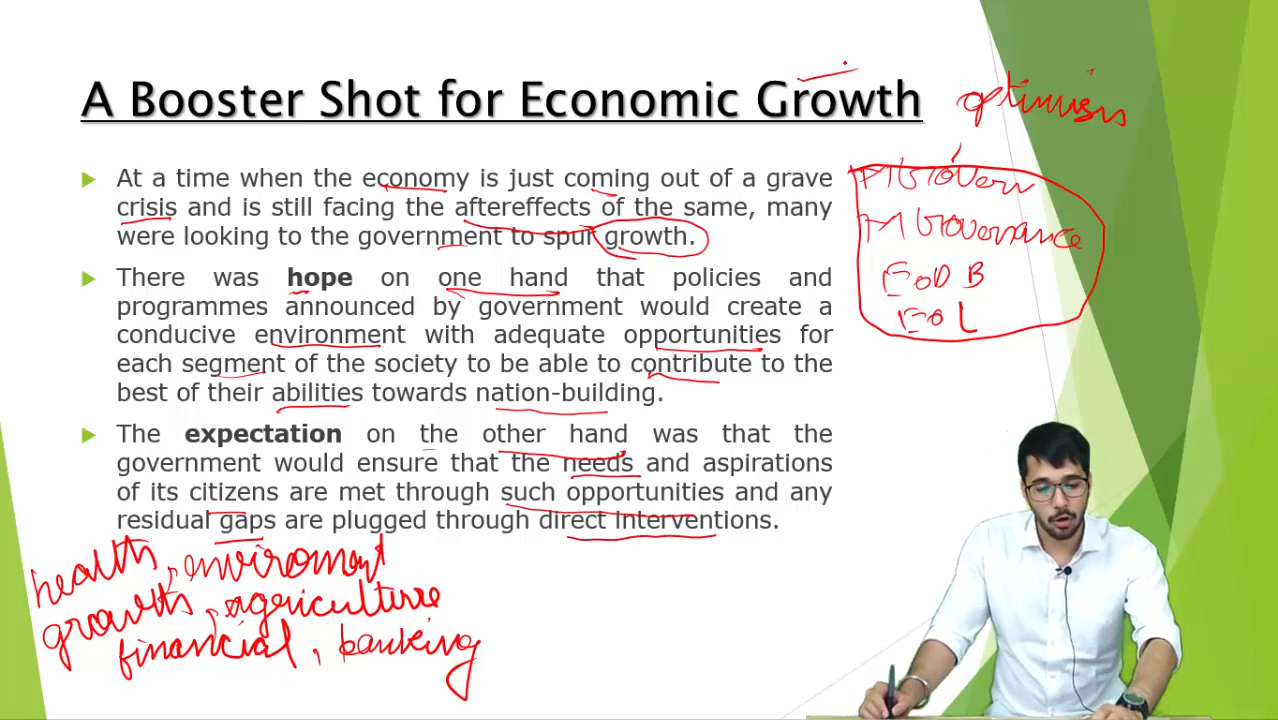 A Booster Shot for Economic Growth
At a time when the economy is just coming out of a grave
crisis and is still facing the aftereffects of the same, many
were looking to the government to spur growth.
There was hope on one hand that policies and
programmes announced by government would create a
conducive environment with adequate opportunities for
each segment of the society to be able to contribute to the
best of their abilities towards nation-building.
The expectation on the other hand was that the
government would ensure that the needs and aspirations
of its citizens are met through such opportunities and any
residual gaps are plugged through direct interventions.
M Governance
EoDB
EoL
health, enviroment
growth, agericulture
financial, banking